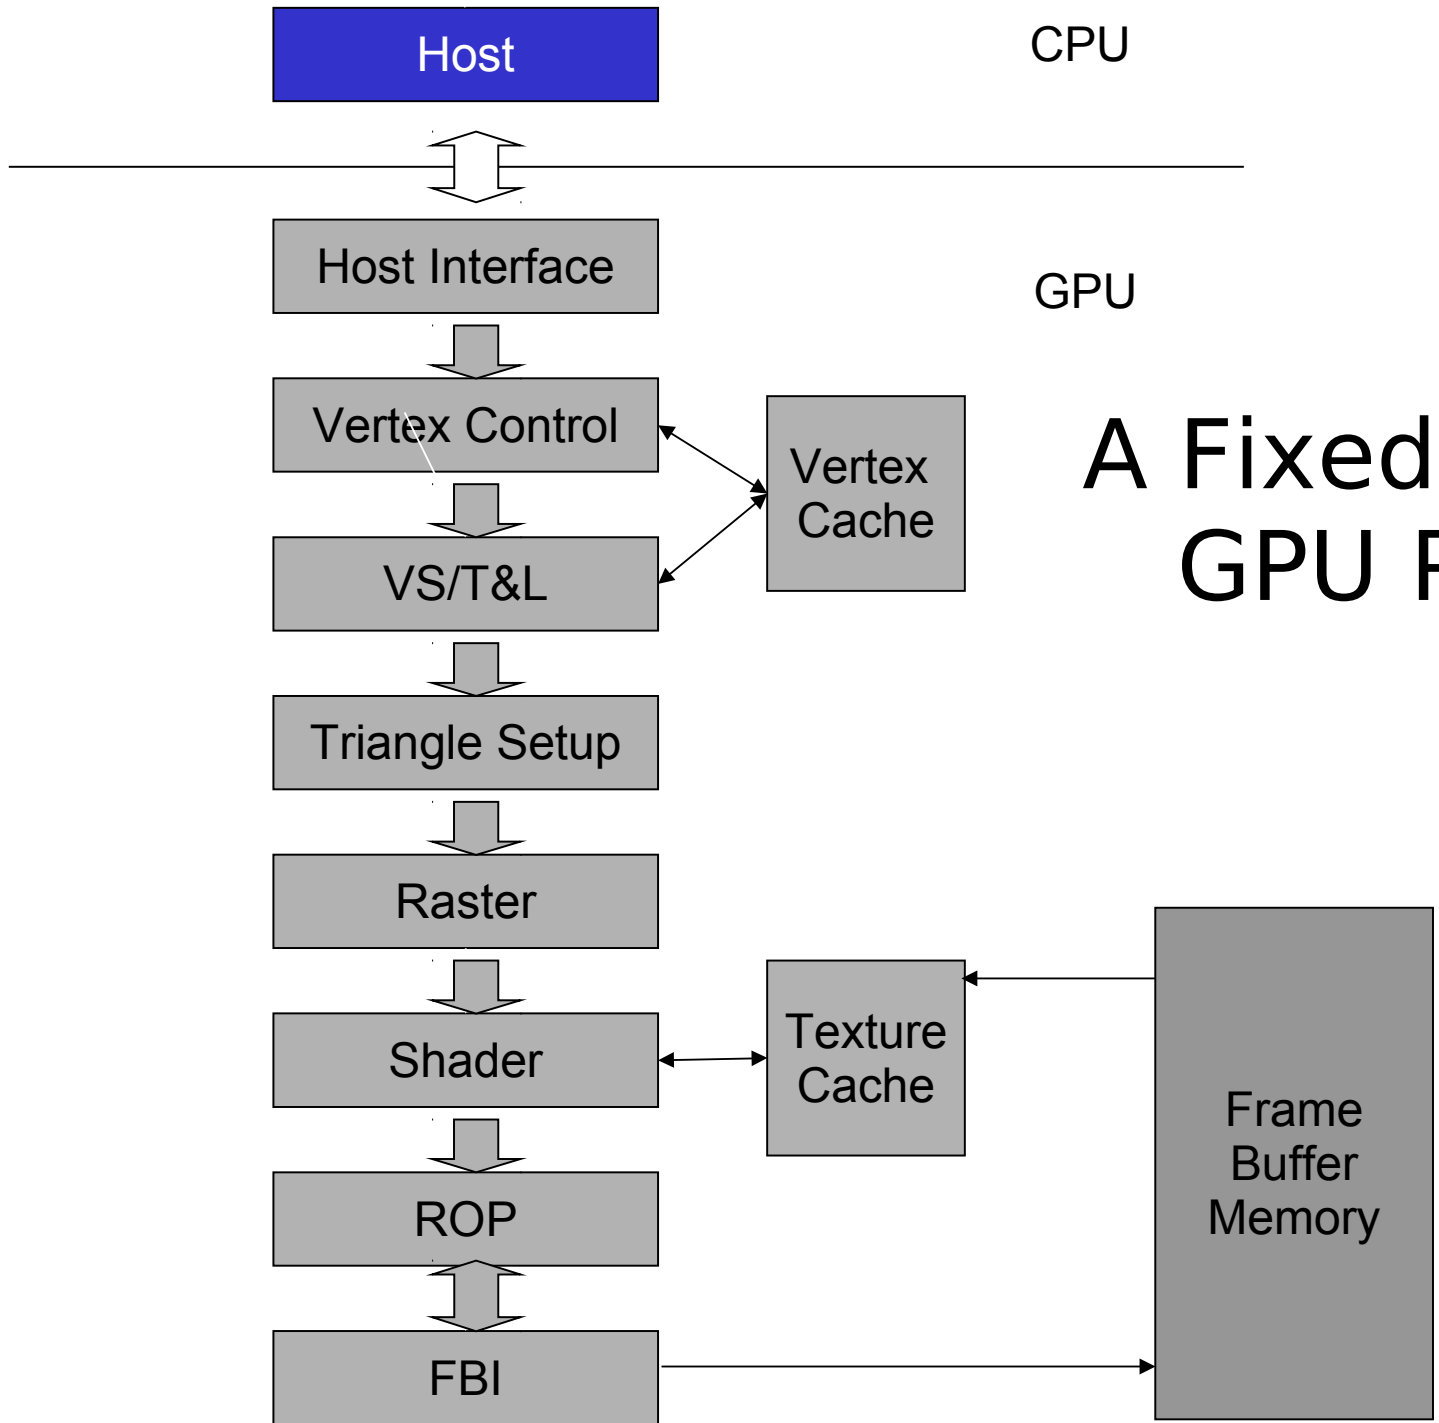 Host
CPU
Host Interface
GPU
Vertex Control
Vertex
Cache
A Fixed
GPU
VS/T&L
Triangle Setup
Raster
Shader
Texture
Cache
Frame
Buffer
Memory
ROP
FBI